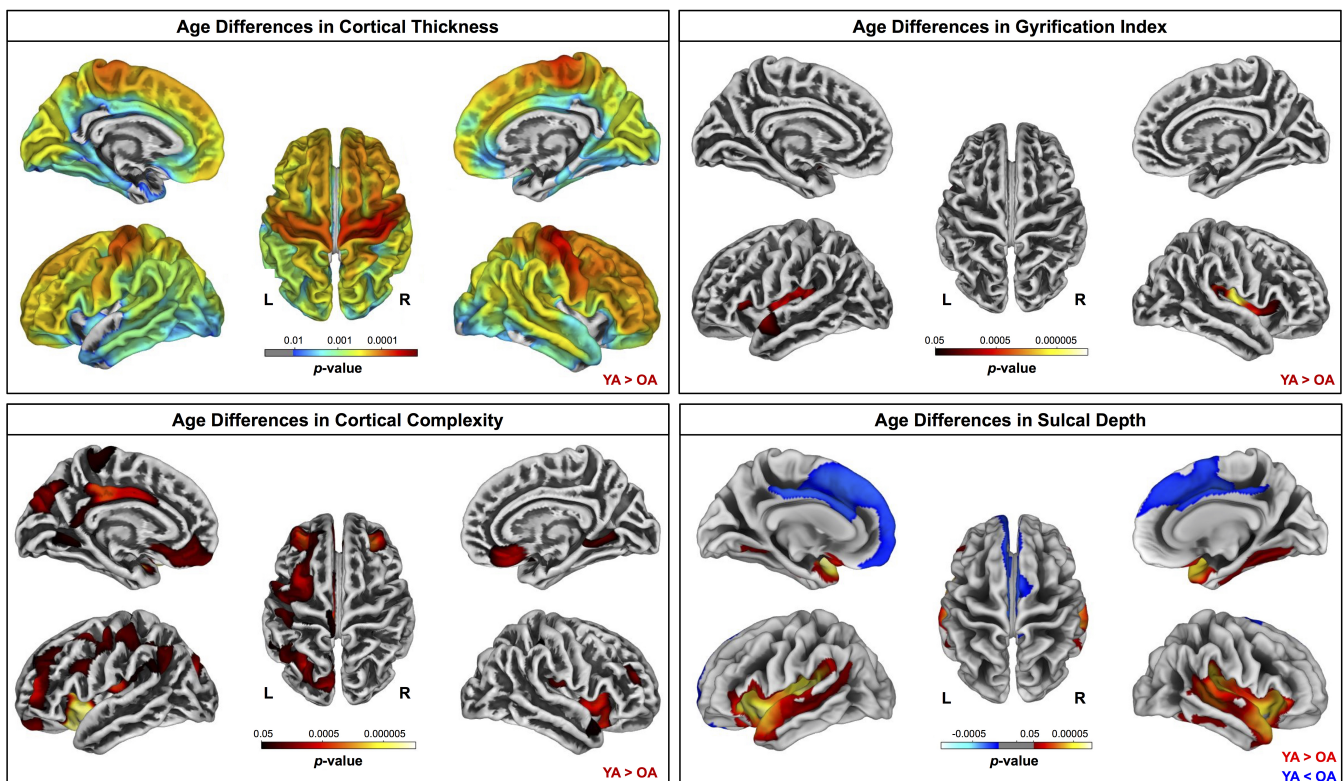 Age Differences in Cortical Thickness
L R
0.01 0.001 0.0001
p-value
YA > OA
Age Differences in Gyrification Index
L R
0.05 0.0005 0.000005
p-value
YA > OA
Age Differences in Cortical Complexity
L R
0.05 0.0005 0.000005
p-value
YA > OA
Age Differences in Sulcal Depth
L R
-0.0005 0.05 0.00005
p-value
YA > OA
YA < OA